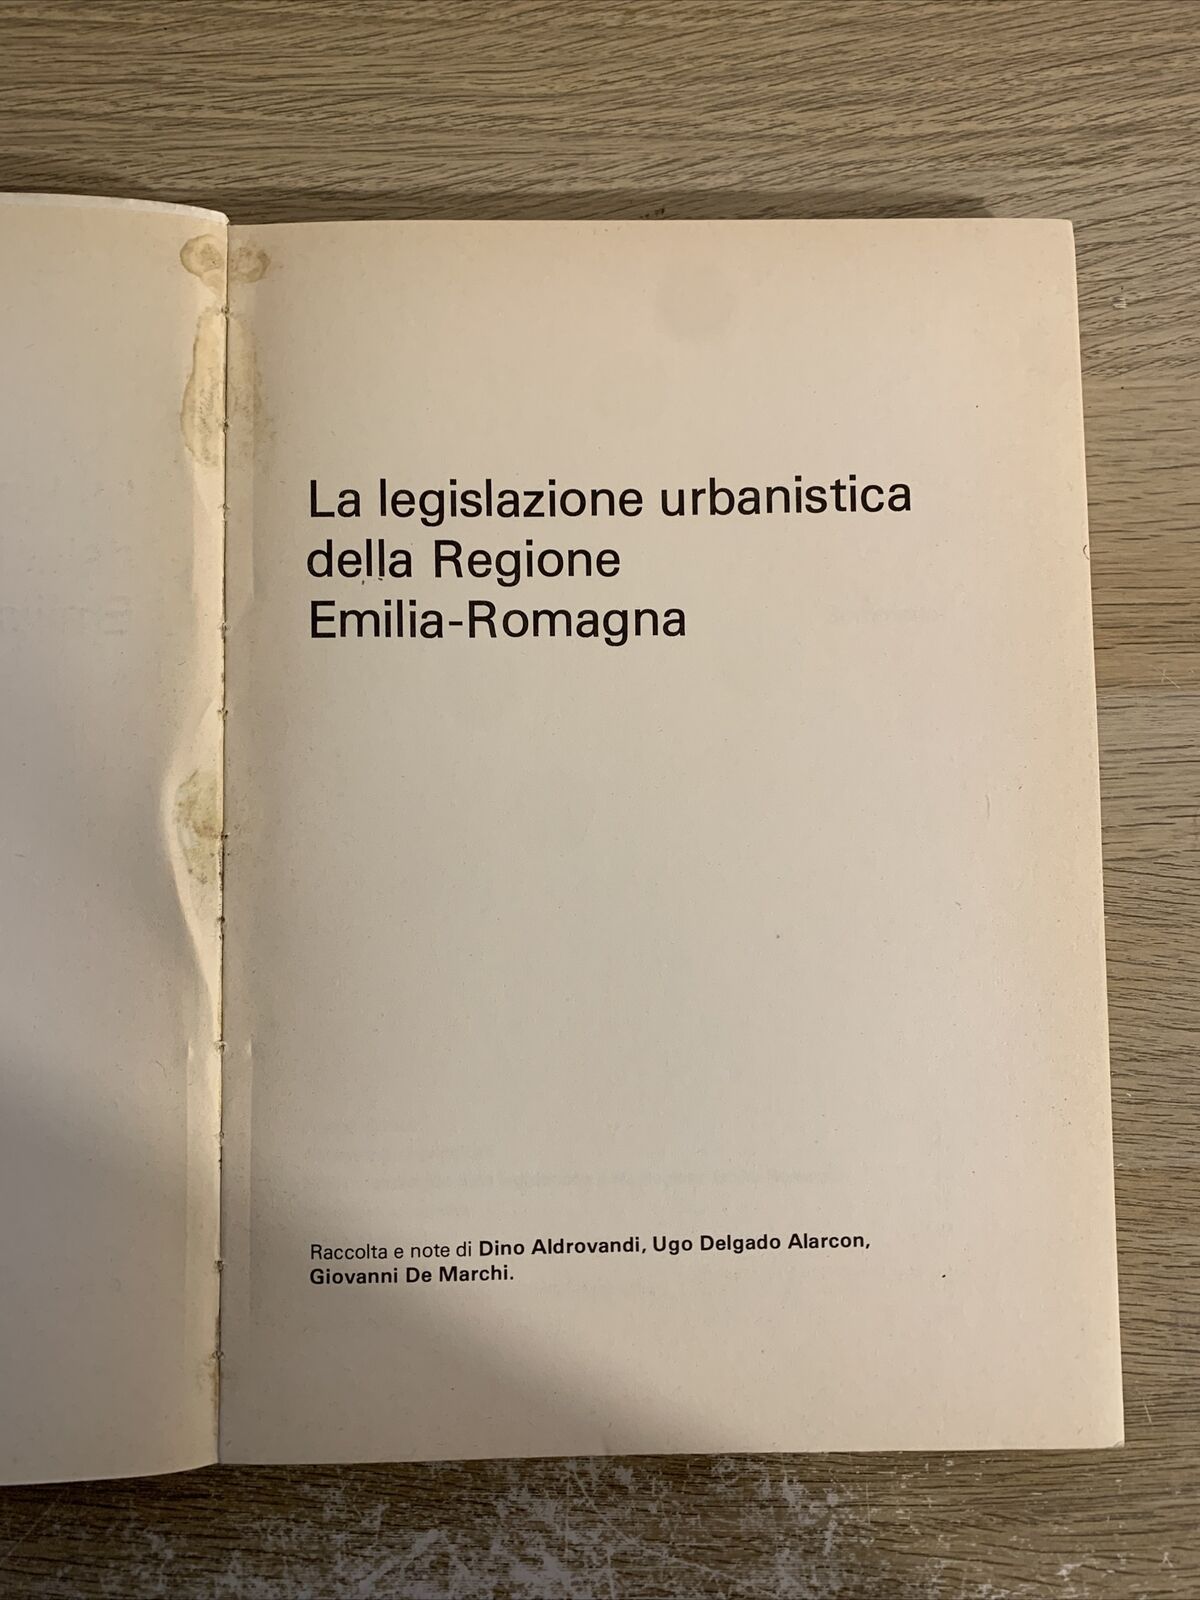 La legislazione urbanistica
della Regione
Emilia-Romagna
Raccolta e note di Dino Aldrovandi, Ugo Delgado Alarcon,
Giovanni De Marchi.